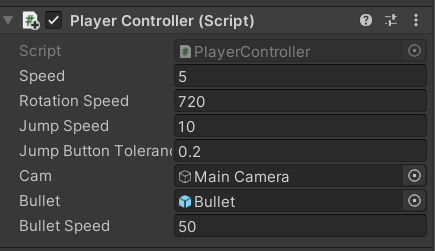 Player Controller (Script)
Script PlayerController
Speed 5
Rotation Speed 720
Jump Speed 10
Jump Button Toleranc 0.2
Cam Main Camera
Bullet Bullet
Bullet Speed 50